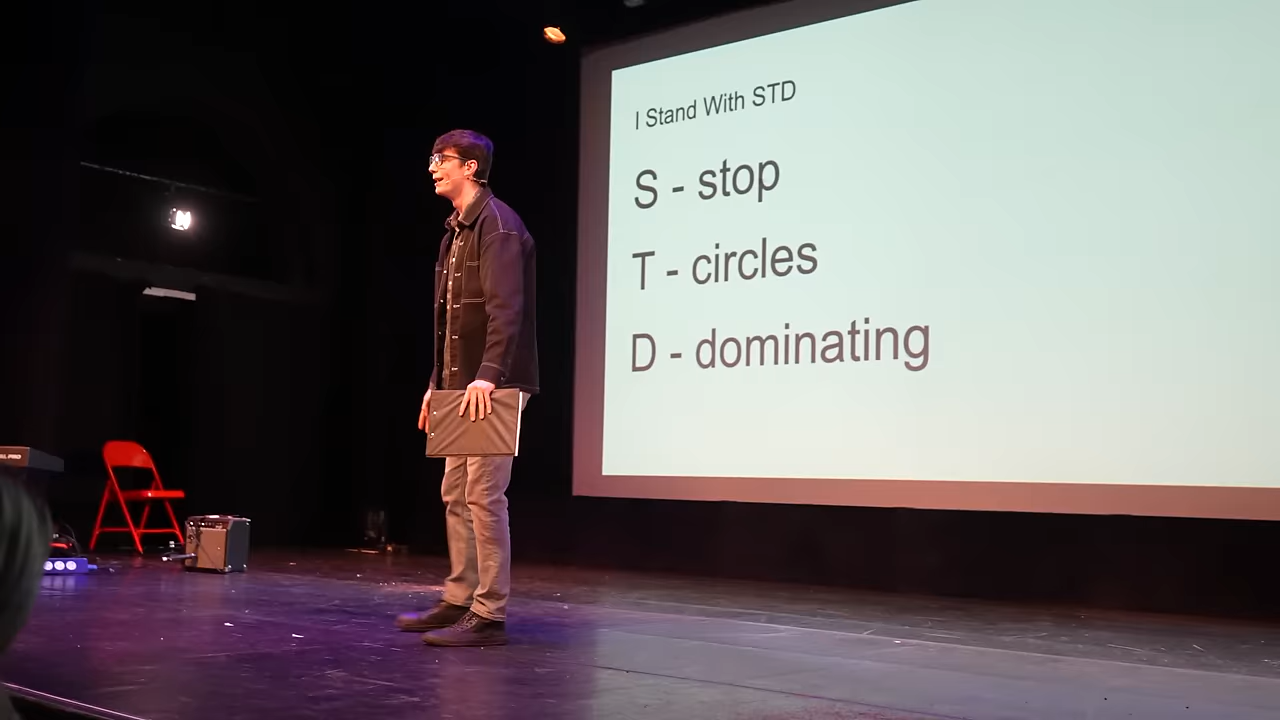 I Stand With STD
S - stop
T - circles
D - dominating